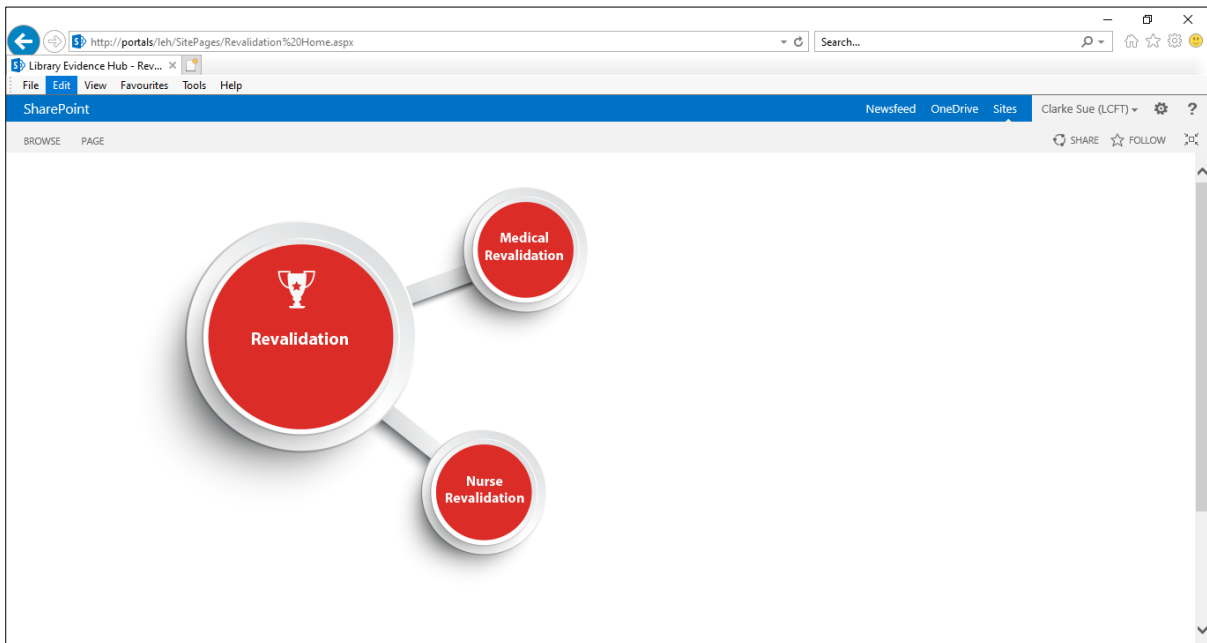 http://portals/leh/SitePages/Revalidation%20Home.aspx
Search...
Library Evidence Hub - Rev...
File Edit View Favourites Tools Help
SharePoint
Newsfeed OneDrive Sites
Clarke Sue (LCFT)
?
BROWSE PAGE
SHARE FOLLOW
Medical
Revalidation
Revalidation
Nurse
Revalidation